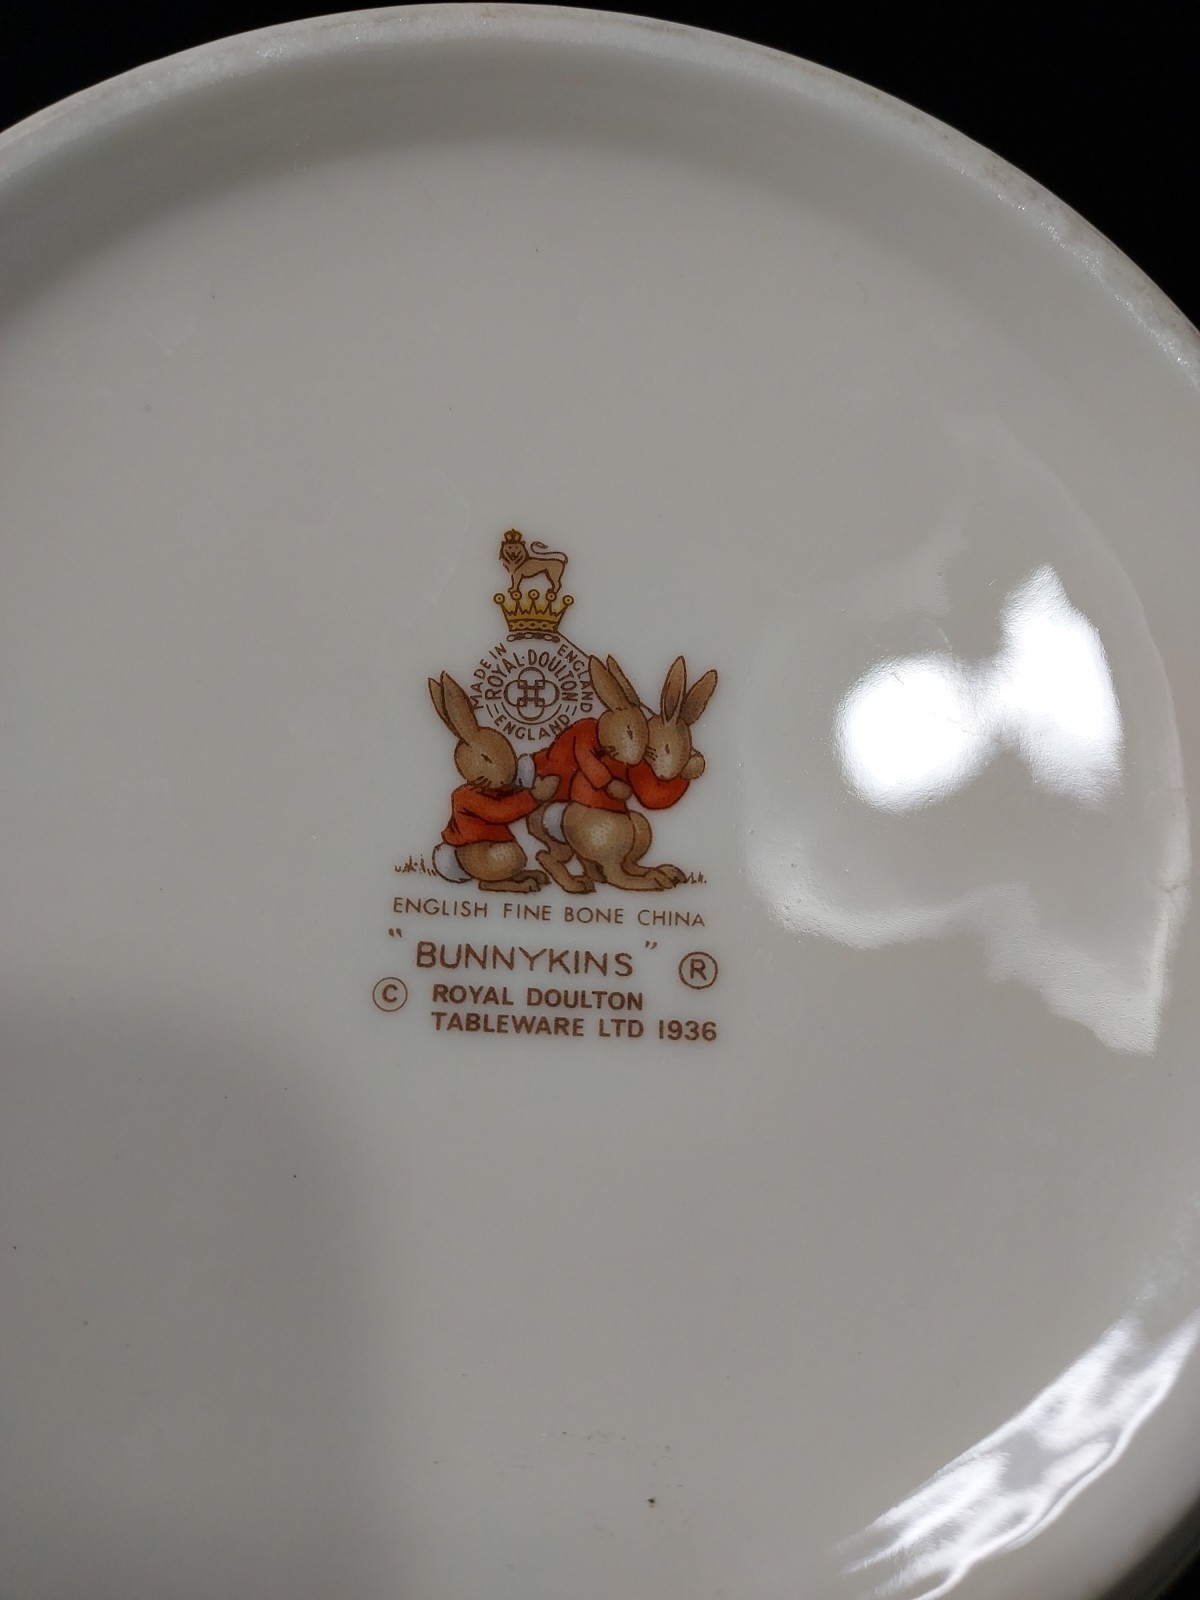 MADE IN ENGLAND
ROYAL·DOULTON
ENGLAND
ENGLISH FINE BONE CHINA
"BUNNYKINS" ®
© ROYAL DOULTON
TABLEWARE LTD 1936